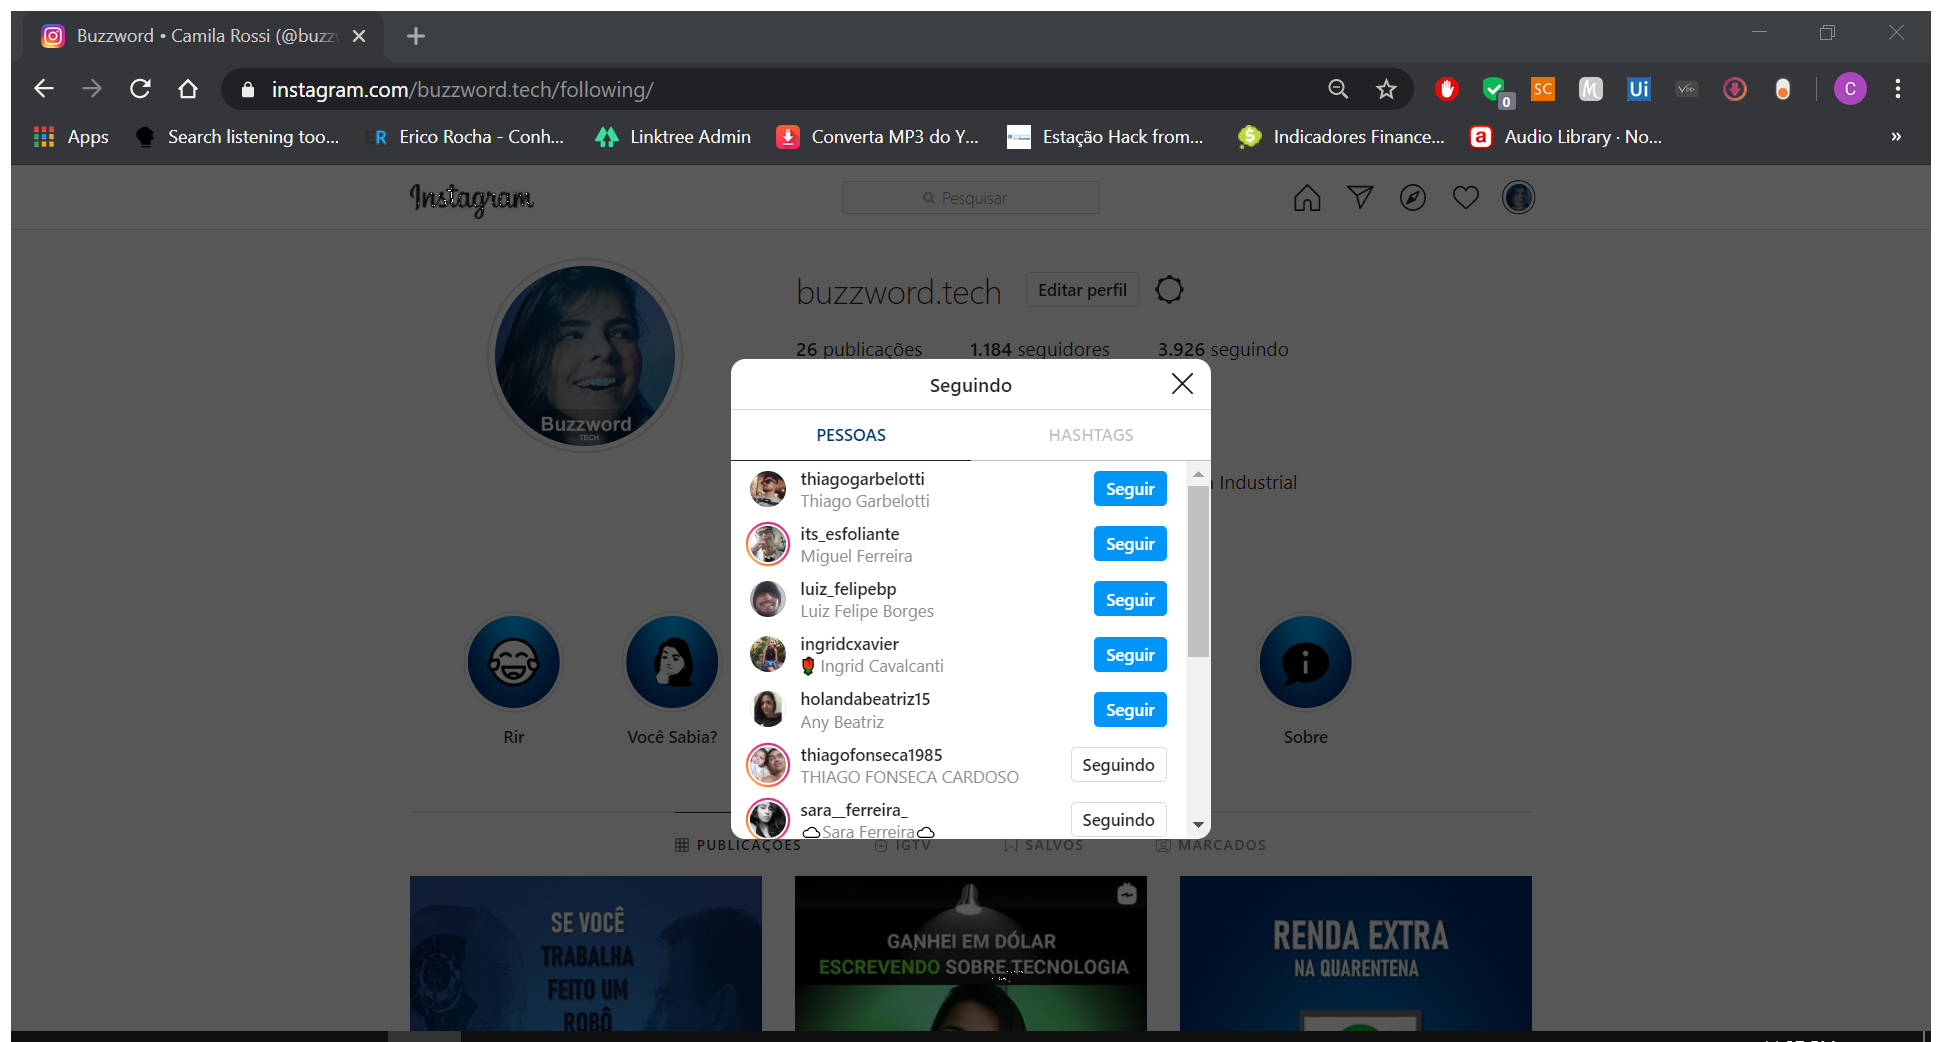 Buzzword • Camila Rossi (@buzzv
instagram.com/buzzword.tech/following/
SC
Ui
0
C
Apps
Search listening too...
R
Erico Rocha - Conh...
Linktree Admin
Converta MP3 do Y...
Estação Hack from...
Indicadores Finance...
a
Audio Library · No...
»
Instagram
Pesquisar
buzzword.tech
Editar perfil
26 publicações
1.184 seguidores
3.926 seguindo
Buzzword
TECH
Industrial
Seguindo
PESSOAS
HASHTAGS
thiagogarbelotti
Thiago Garbelotti
Seguir
its_esfoliante
Miguel Ferreira
Seguir
luiz_felipebp
Luiz Felipe Borges
Seguir
ingridcxavier
🌹 Ingrid Cavalcanti
Seguir
holandabeatriz15
Any Beatriz
Seguir
thiagofonseca1985
THIAGO FONSECA CARDOSO
Seguindo
sara__ferreira_
☁Sara Ferreira☁
Seguindo
Rir
Você Sabia?
Sobre
PUBLICAÇÕES
IGTV
SALVOS
MARCADOS
SE VOCÊ
TRABALHA
FEITO UM
ROBÔ
GANHEI EM DÓLAR
ESCREVENDO SOBRE TECNOLOGIA
RENDA EXTRA
NA QUARENTENA